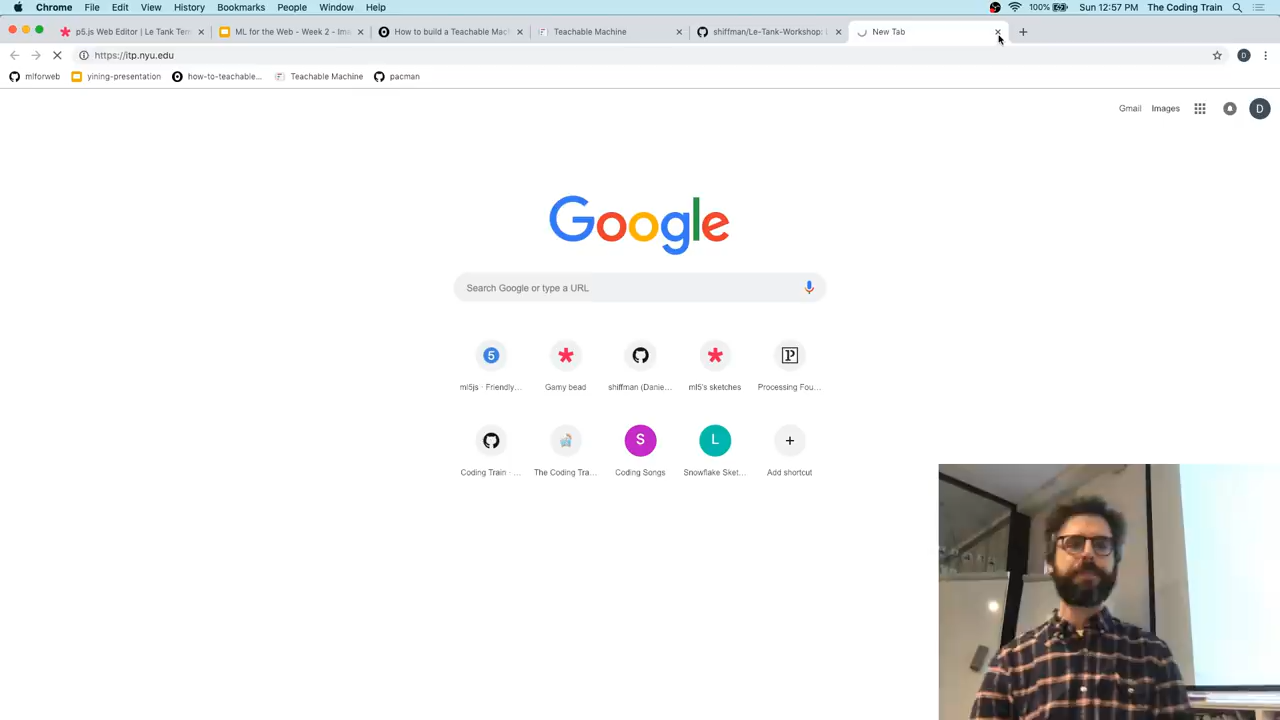 Chrome File Edit View History Bookmarks People Window Help 100% Sun 12:57 PM The Coding Train
p5.js Web Editor | Le Tank Tem ML for the Web - Week 2 - Im How to build a Teachable Mac Teachable Machine shiffman/Le-Tank-Workshop: New Tab
https://itp.nyu.edu D
mlforweb yining-presentation how-to-teachable... Teachable Machine pacman
Gmail Images D
Google
Search Google or type a URL
5 P
ml5js · Friendly... Gamy bead shiffman (Danie... ml5's sketches Processing Fou...
S L
Coding Train · ... The Coding Tra... Coding Songs Snowflake Sket... Add shortcut